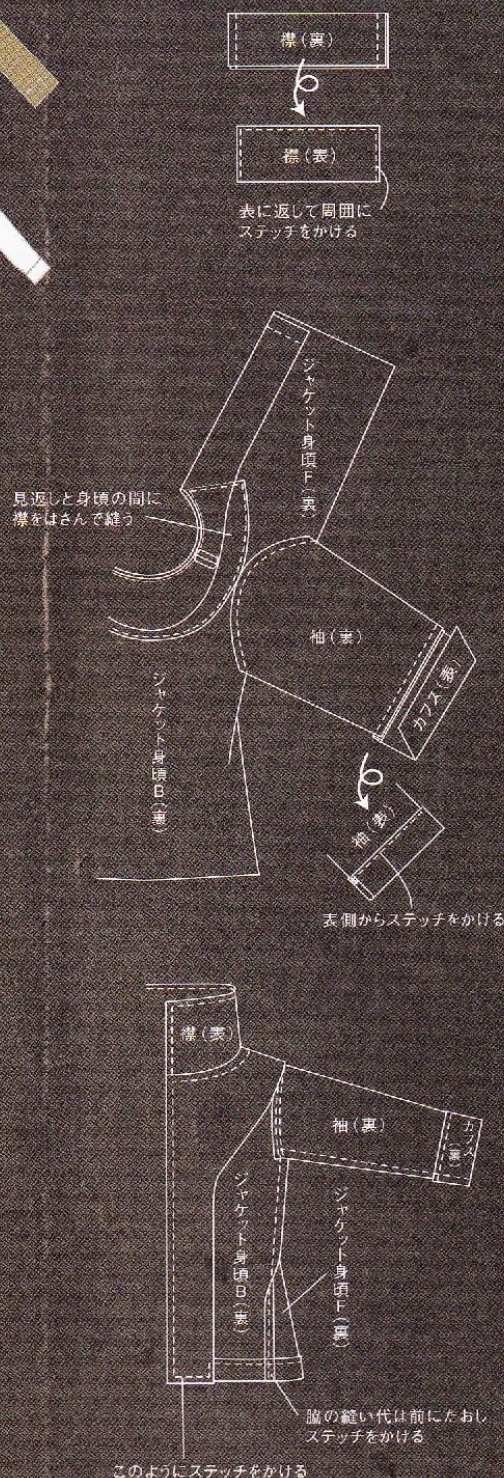 襟(裏)
襟(表)
表に返して周囲に
ステッチをかける
ジャケット身頃F(裏)
見返しと身頃の間に
襟をはさんで縫う
袖(裏)
カフス(表)
ジャケット身頃B(裏)
袖(表)
表側からステッチをかける
襟(表)
袖(裏)
カフス(裏)
ジャケット身頃B(裏)
ジャケット身頃F(裏)
脇の縫い代は前にたおし
ステッチをかける
このようにステッチをかける